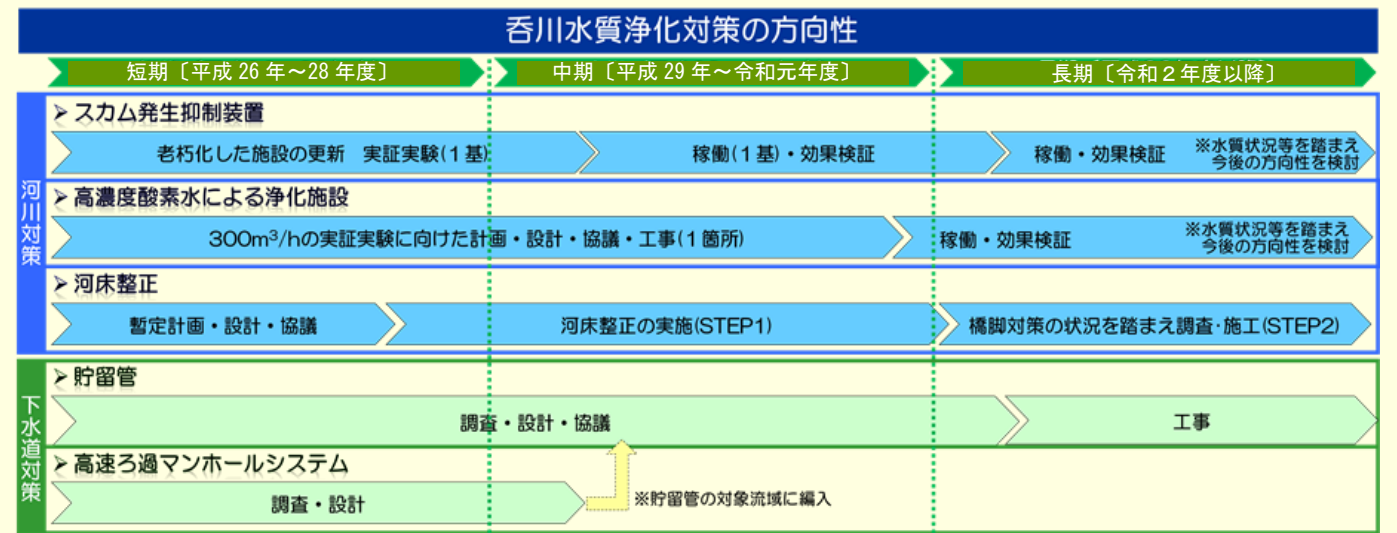 呑川水質浄化対策の方向性
短期〔平成26年～28年度〕
中期〔平成29年～令和元年度〕
長期〔令和２年度以降〕
河川対策
➢スカム発生抑制装置
老朽化した施設の更新　実証実験(１基)
稼働(１基)・効果検証
稼働・効果検証
※水質状況等を踏まえ
今後の方向性を検討
➢高濃度酸素水による浄化施設
300m³/hの実証実験に向けた計画・設計・協議・工事(１箇所)
稼働・効果検証
※水質状況等を踏まえ
今後の方向性を検討
➢河床整正
暫定計画・設計・協議
河床整正の実施(STEP1)
橋脚対策の状況を踏まえ調査・施工(STEP2)
下水道対策
➢貯留管
調査・設計・協議
工事
➢高速ろ過マンホールシステム
調査・設計
※貯留管の対象流域に編入